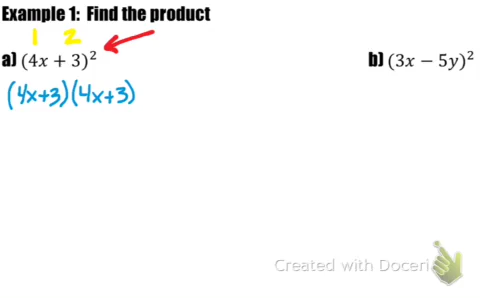 Example 1: Find the product
1 2
a) (4x + 3)²
b) (3x − 5y)²
(4x+3)(4x+3)
Created with Doceri